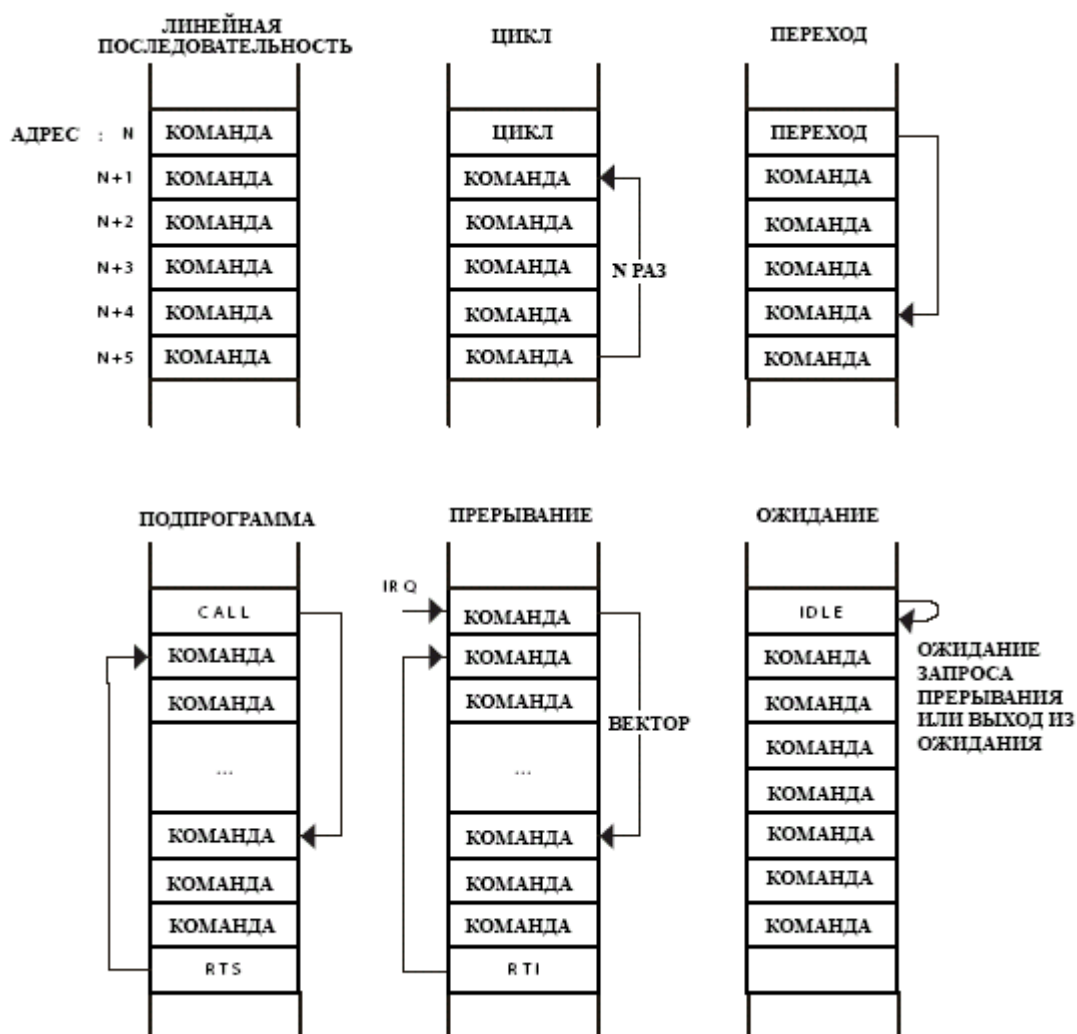 ЛИНЕЙНАЯ
ПОСЛЕДОВАТЕЛЬНОСТЬ
ЦИКЛ
ПЕРЕХОД
АДРЕС : N КОМАНДА ЦИКЛ ПЕРЕХОД
N+1 КОМАНДА КОМАНДА КОМАНДА
N+2 КОМАНДА КОМАНДА КОМАНДА
N+3 КОМАНДА КОМАНДА N РАЗ КОМАНДА
N+4 КОМАНДА КОМАНДА КОМАНДА
N+5 КОМАНДА КОМАНДА КОМАНДА
ПОДПРОГРАММА
CALL
КОМАНДА
КОМАНДА
...
КОМАНДА
КОМАНДА
КОМАНДА
RTS
ПРЕРЫВАНИЕ
IRQ
КОМАНДА
КОМАНДА
КОМАНДА
ВЕКТОР
...
КОМАНДА
КОМАНДА
КОМАНДА
RTI
ОЖИДАНИЕ
IDLE
КОМАНДА
КОМАНДА
КОМАНДА
КОМАНДА
КОМАНДА
КОМАНДА
КОМАНДА
ОЖИДАНИЕ
ЗАПРОСА
ПРЕРЫВАНИЯ
ИЛИ ВЫХОД ИЗ
ОЖИДАНИЯ